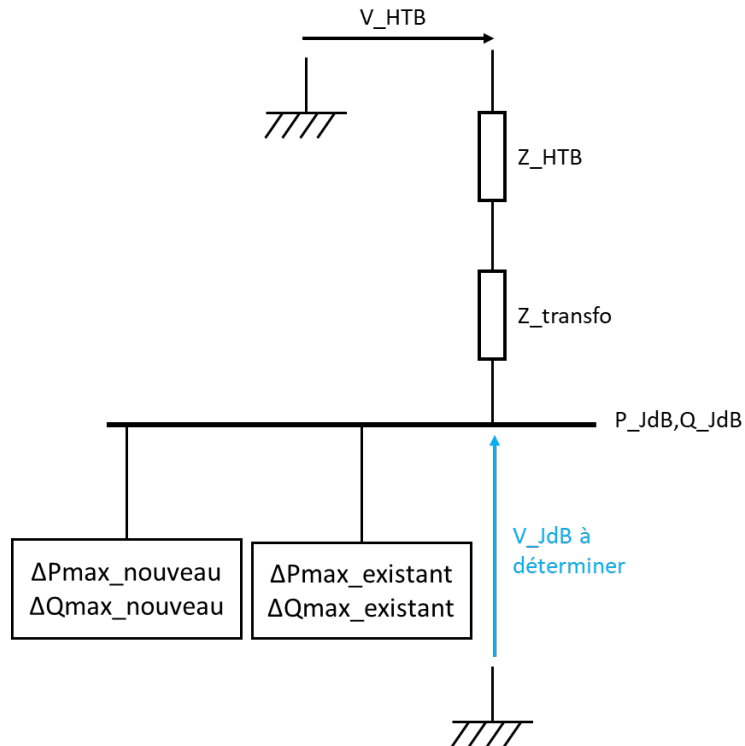 V_HTB
Z_HTB
Z_transfo
P_JdB,Q_JdB
V_JdB à
déterminer
ΔPmax_nouveau
ΔQmax_nouveau
ΔPmax_existant
ΔQmax_existant